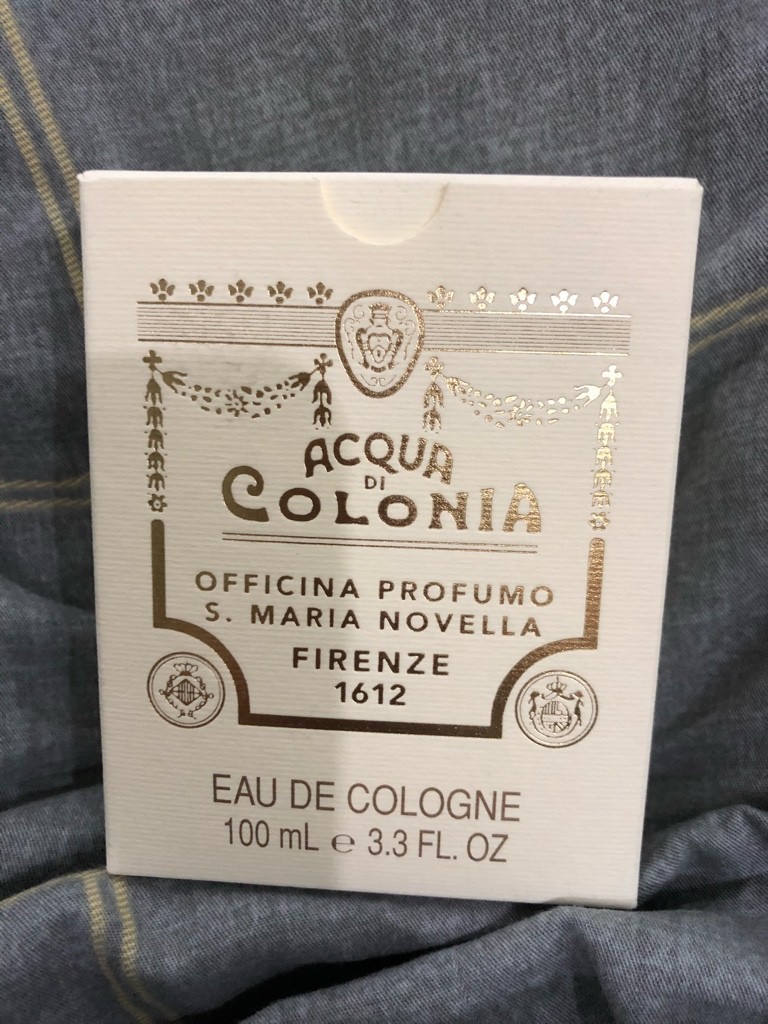 ACQUA
DI
COLONIA
OFFICINA PROFUMO
S. MARIA NOVELLA
FIRENZE
1612
EAU DE COLOGNE
100 mL ℮ 3.3 FL. OZ